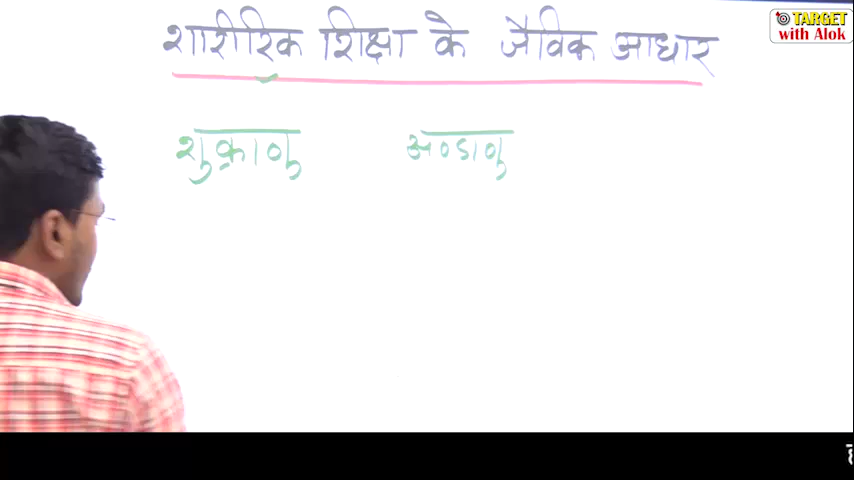 शारीरिक शिक्षा के जैविक आधार
TARGET
with Alok
शुक्राणु अण्डाणु